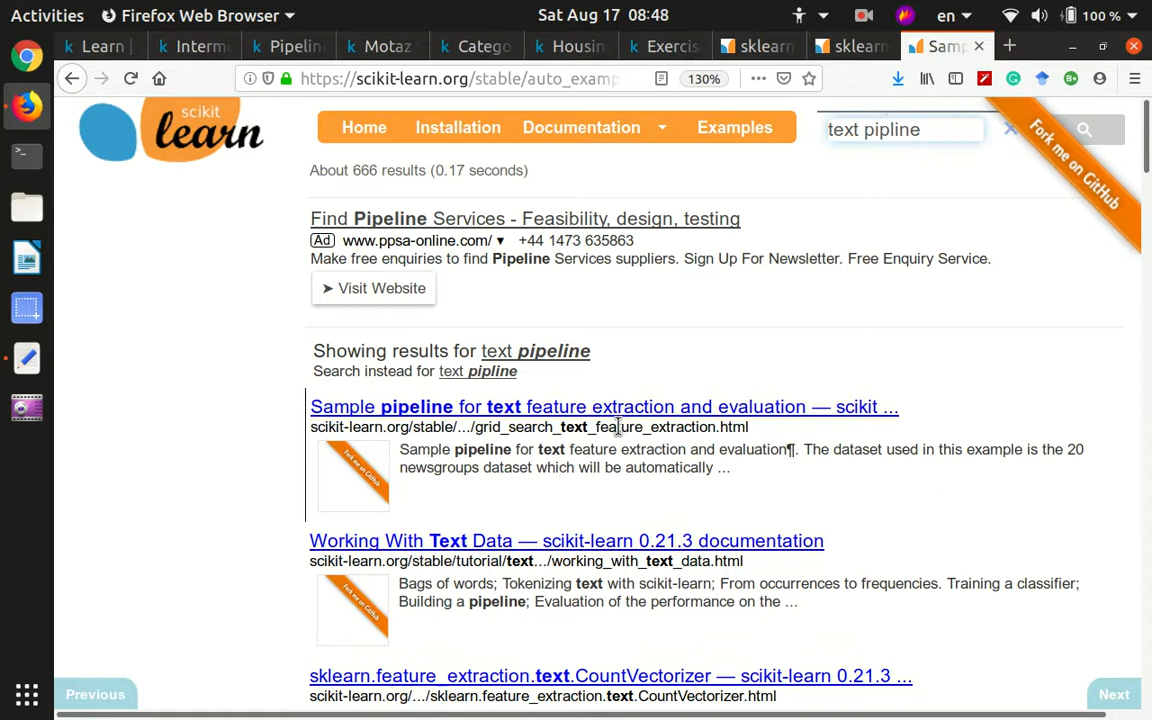 Activities Firefox Web Browser Sat Aug 17 08:48 en 100 %
Learn | Interm Pipelin Motaz Catego Housin Exercis sklearn sklearn Samp
https://scikit-learn.org/stable/auto_examp 130%
scikit
learn
Home Installation Documentation Examples text pipline
Fork me on GitHub
About 666 results (0.17 seconds)
Find Pipeline Services - Feasibility, design, testing
Ad www.ppsa-online.com/ +44 1473 635863
Make free enquiries to find Pipeline Services suppliers. Sign Up For Newsletter. Free Enquiry Service.
Visit Website
Showing results for text pipeline
Search instead for text pipline
Sample pipeline for text feature extraction and evaluation — scikit ...
scikit-learn.org/stable/.../grid_search_text_feature_extraction.html
Fork me on GitHub
Sample pipeline for text feature extraction and evaluation¶. The dataset used in this example is the 20
newsgroups dataset which will be automatically ...
Working With Text Data — scikit-learn 0.21.3 documentation
scikit-learn.org/stable/tutorial/text.../working_with_text_data.html
Fork me on GitHub
Bags of words; Tokenizing text with scikit-learn; From occurrences to frequencies. Training a classifier;
Building a pipeline; Evaluation of the performance on the ...
sklearn.feature_extraction.text.CountVectorizer — scikit-learn 0.21.3 ...
scikit-learn.org/.../sklearn.feature_extraction.text.CountVectorizer.html
Previous Next